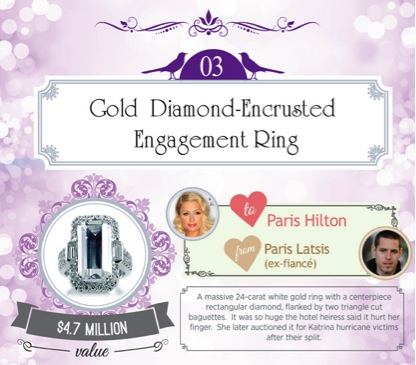 03
Gold Diamond-Encrusted
Engagement Ring
to
Paris Hilton
from
Paris Latsis
(ex-fiancé)
$4.7 MILLION
value
A massive 24-carat white gold ring with a centerpiece
rectangular diamond, flanked by two triangle cut
baguettes. It was so huge the hotel heiress said it hurt her
finger. She later auctioned it for Katrina hurricane victims
after their split.